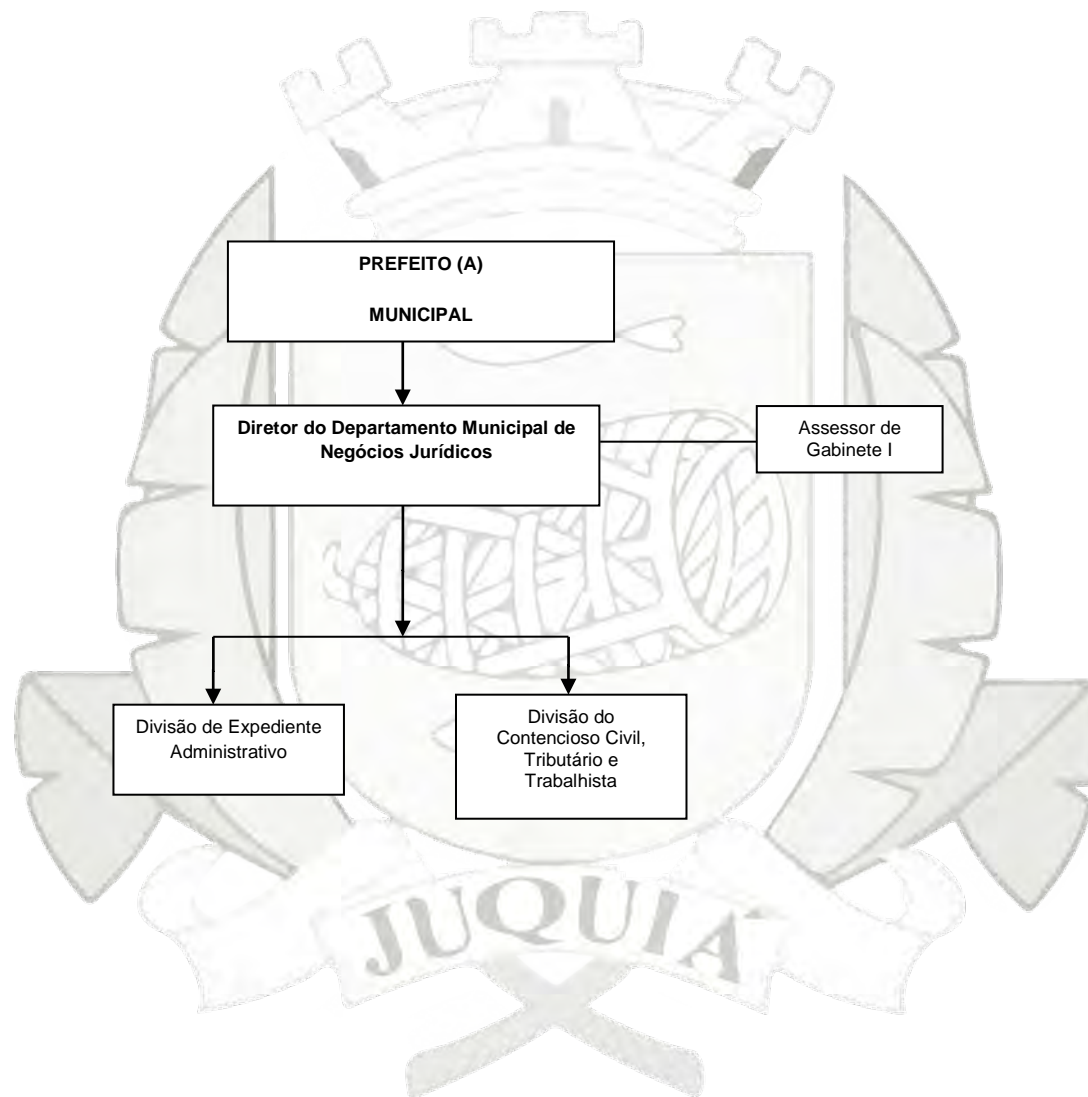 PREFEITO (A)
MUNICIPAL
Diretor do Departamento Municipal de
Negócios Jurídicos
Assessor de
Gabinete I
Divisão de Expediente
Administrativo
Divisão do
Contencioso Civil,
Tributário e
Trabalhista
JUQUIÁ